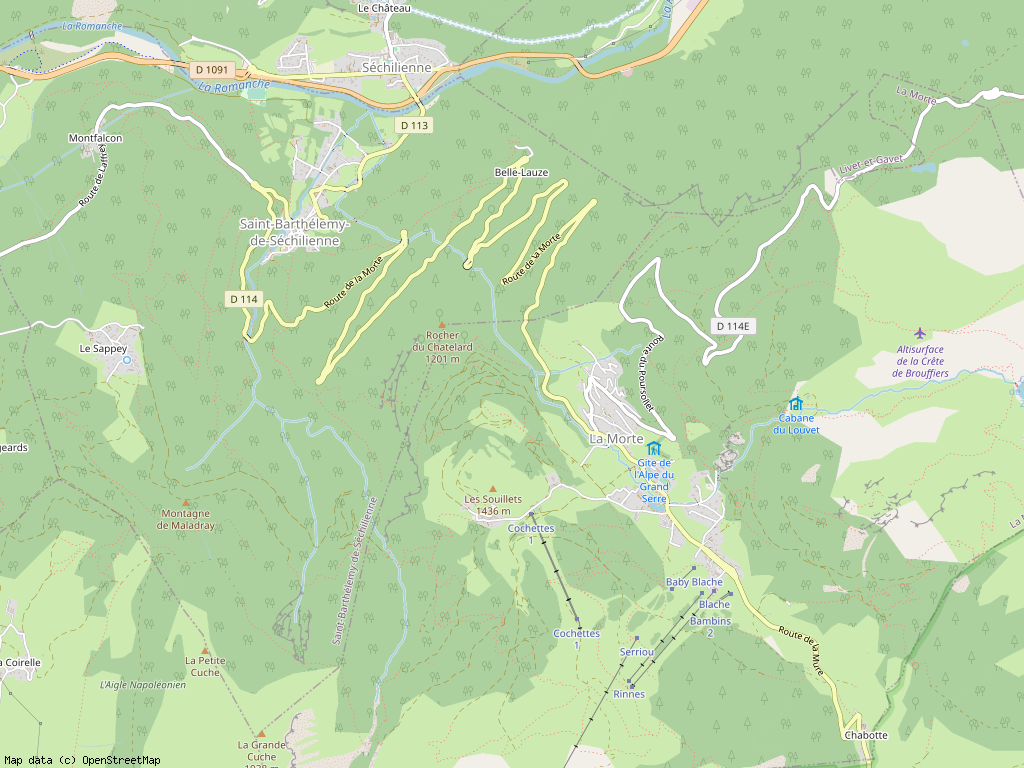 Le Château
La Romanche
Séchilienne
D 1091
La Romanche
La Morte
D 113
Montfalcon
Livet-et-Gavet
Route de Laffrey
Belle-Lauze
Saint-Barthélemy-
de-Séchilienne
Route de la Morte
Route de la Morte
D 114
D 114E
Rocher
du Chatelard
1201 m
Route du Poursollet
Altisurface
de la Crête
de Brouffiers
Le Sappey
Cabane
du Louvet
La Morte
geards
Gite de
l'Alpe du
Grand
Serre
Les Souillets
1436 m
Montagne
de Maladray
Cochettes
1
Saint-Barthélemy-de-Séchilienne
Baby Blache
Blache
Bambins
2
Cochettes
1
Route de la Mure
Serriou
La Petite
Cuche
a Coirelle
L'Aigle Napoléonien
Rinnes
Chabotte
La Grande
Cuche
Map data (c) OpenStreetMap